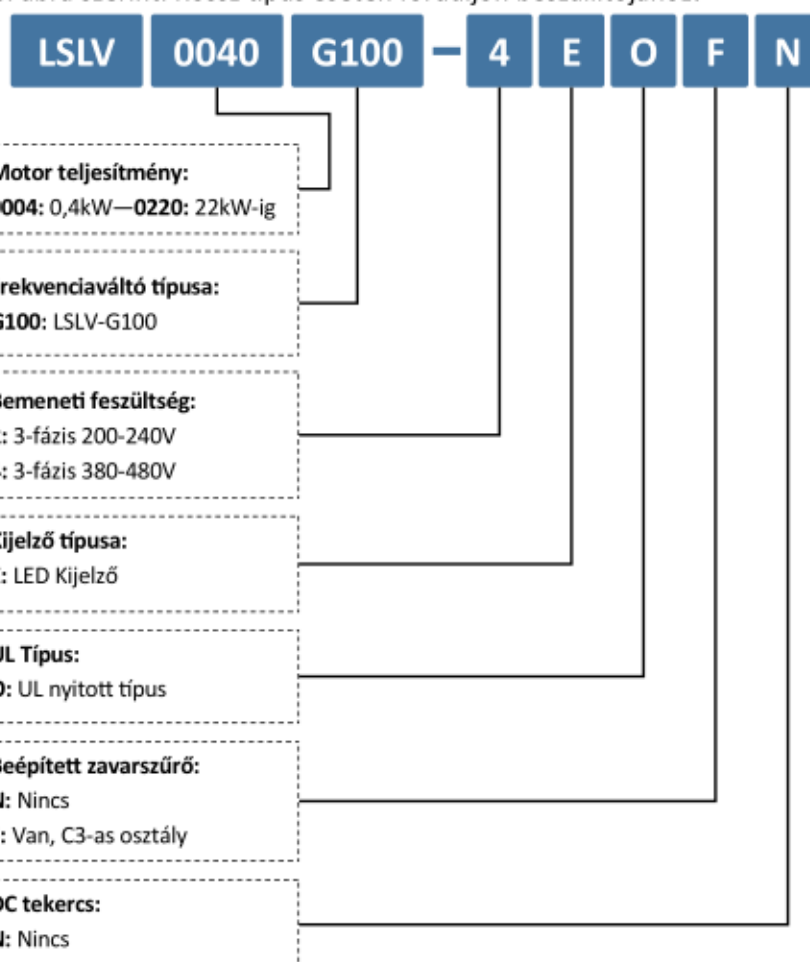 LSLV 0040 G100 – 4 E O F N
Motor teljesítmény:
0004: 0,4kW—0220: 22kW-ig
frekvenciaváltó típusa:
G100: LSLV-G100
Bemeneti feszültség:
: 3-fázis 200-240V
: 3-fázis 380-480V
Kijelző típusa:
: LED Kijelző
UL Típus:
O: UL nyitott típus
Beépített zavarszűrő:
N: Nincs
: Van, C3-as osztály
DC tekercs:
N: Nincs